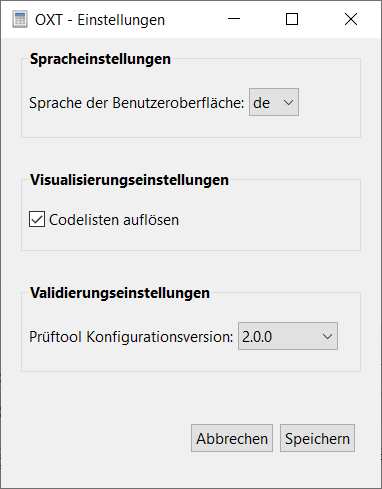 OXT - Einstellungen
Spracheinstellungen
Sprache der Benutzeroberfläche: de
Visualisierungseinstellungen
Codelisten auflösen
Validierungseinstellungen
Prüftool Konfigurationsversion: 2.0.0
Abbrechen Speichern